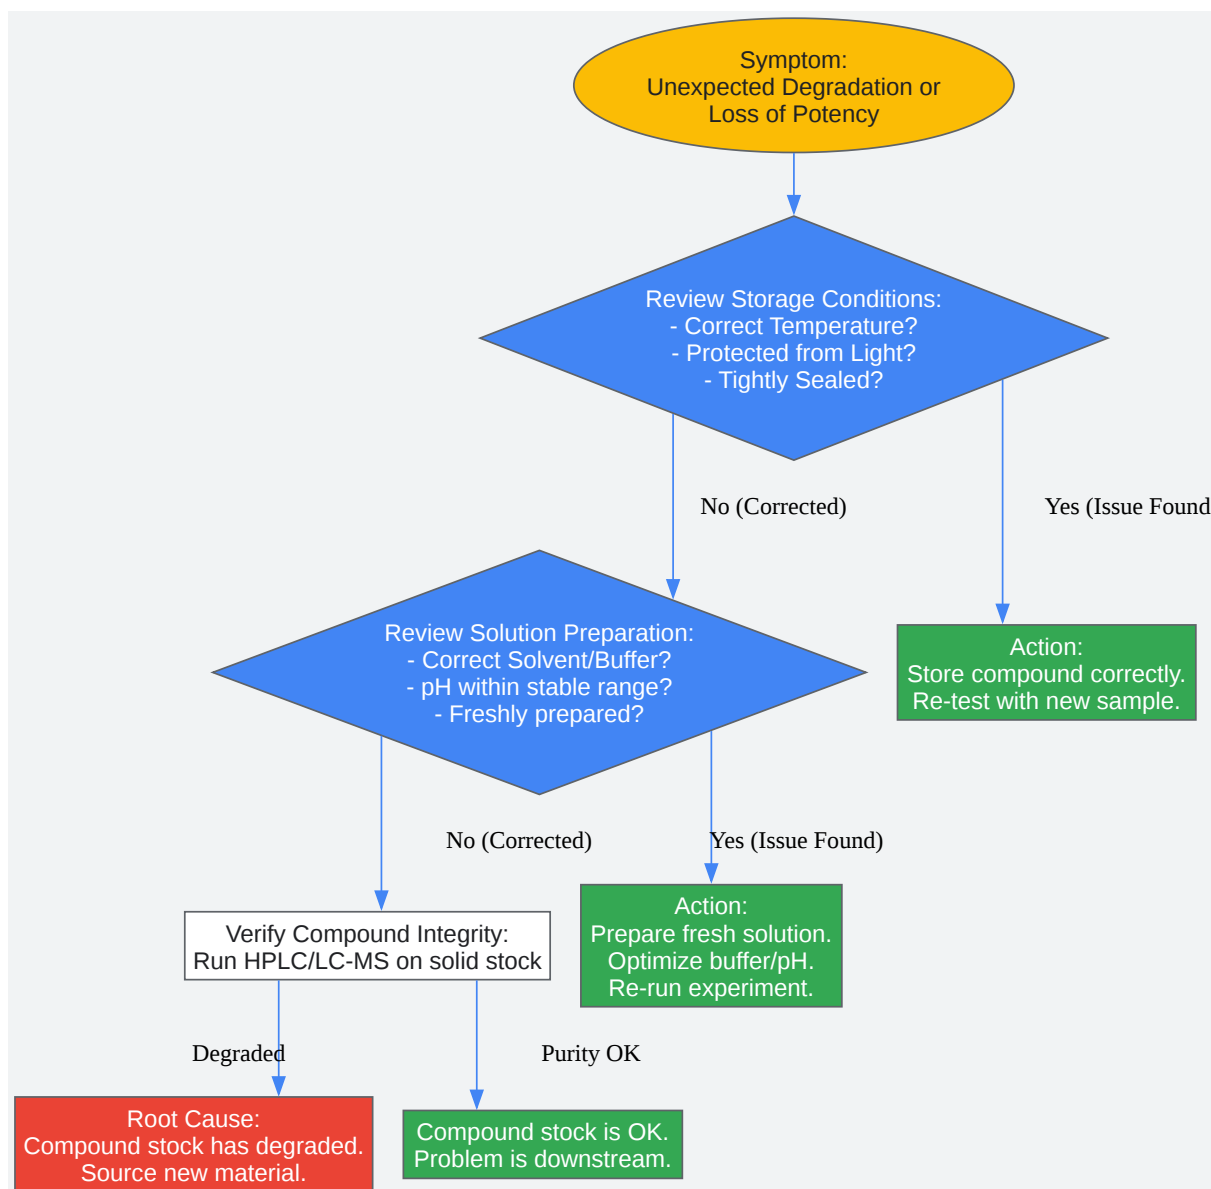 Symptom:
Unexpected Degradation or
Loss of Potency
Review Storage Conditions:
- Correct Temperature?
- Protected from Light?
- Tightly Sealed?
No (Corrected)
Yes (Issue Found
Review Solution Preparation:
- Correct Solvent/Buffer?
- pH within stable range?
- Freshly prepared?
Action:
Store compound correctly.
Re-test with new sample.
No (Corrected)
Yes (Issue Found)
Verify Compound Integrity:
Run HPLC/LC-MS on solid stock
Action:
Prepare fresh solution.
Optimize buffer/pH.
Re-run experiment.
Degraded
Purity OK
Root Cause:
Compound stock has degraded.
Source new material.
Compound stock is OK.
Problem is downstream.